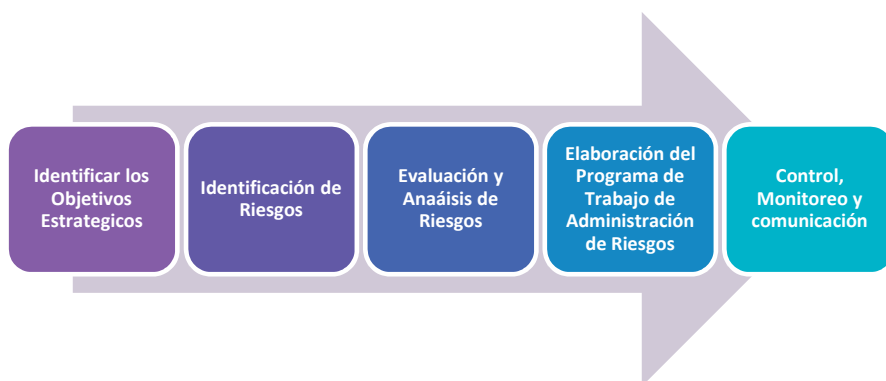 Identificar los
Objetivos
Estrategicos
Identificación de
Riesgos
Evaluación y
Anaáisis de
Riesgos
Elaboración del
Programa de
Trabajo de
Administración
de Riesgos
Control,
Monitoreo y
comunicación